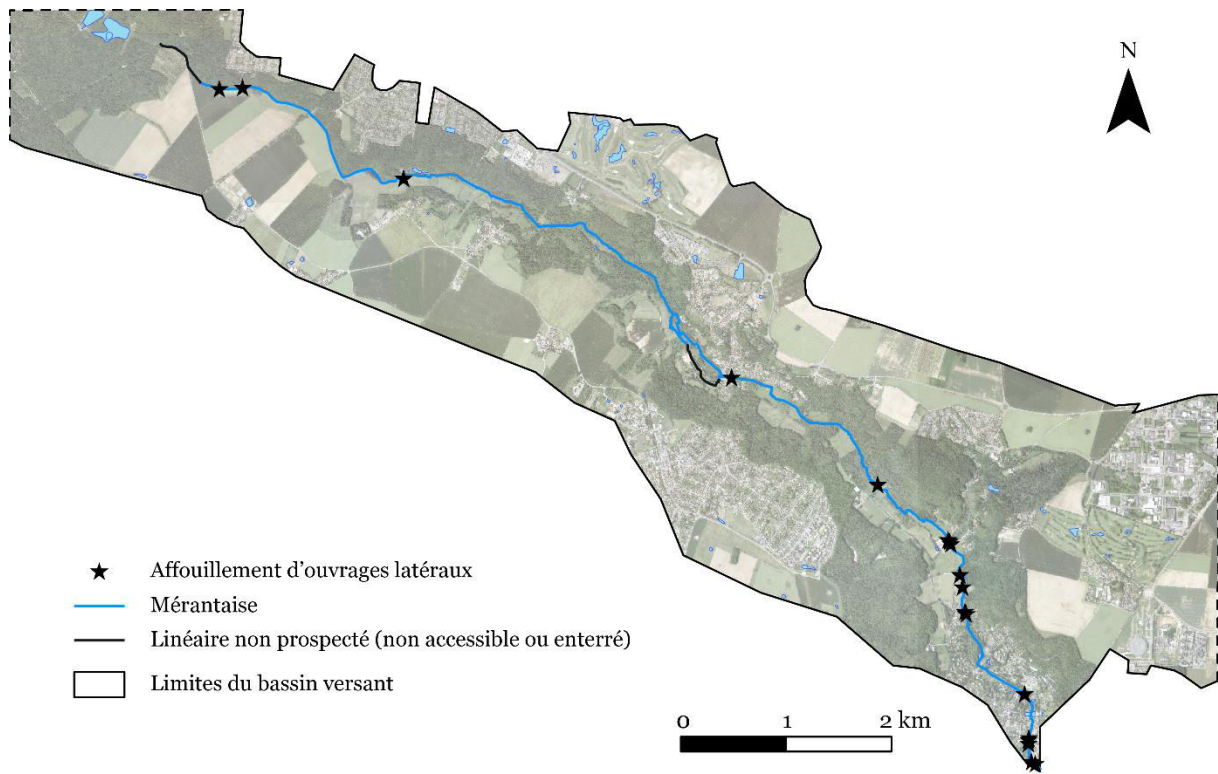 N
Affouillement d'ouvrages latéraux
Mérantaise
Linéaire non prospecté (non accessible ou enterré)
Limites du bassin versant
0 1 2 km